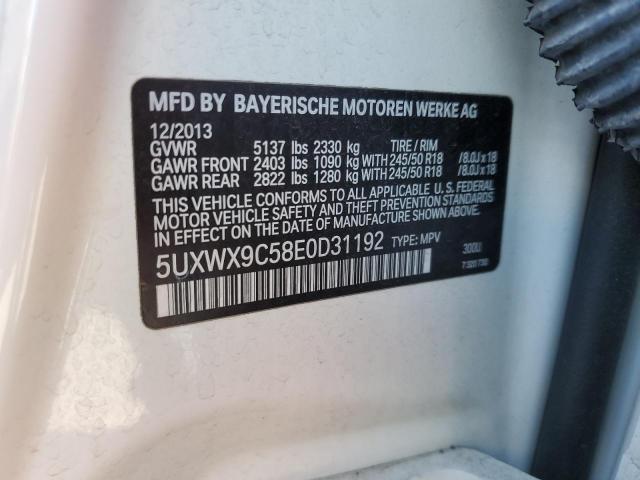 MFD BY BAYERISCHE MOTOREN WERKE AG
12/2013
GVWR 5137 lbs 2330 kg TIRE / RIM
GAWR FRONT 2403 lbs 1090 kg WITH 245/50 R18 /8.0J x 18
GAWR REAR 2822 lbs 1280 kg WITH 245/50 R18 /8.0J x 18
THIS VEHICLE CONFORMS TO ALL APPLICABLE U.S. FEDERAL
MOTOR VEHICLE SAFETY AND THEFT PREVENTION STANDARDS
IN EFFECT ON THE DATE OF MANUFACTURE SHOWN ABOVE.
5UXWX9C58E0D31192 TYPE: MPV 300U